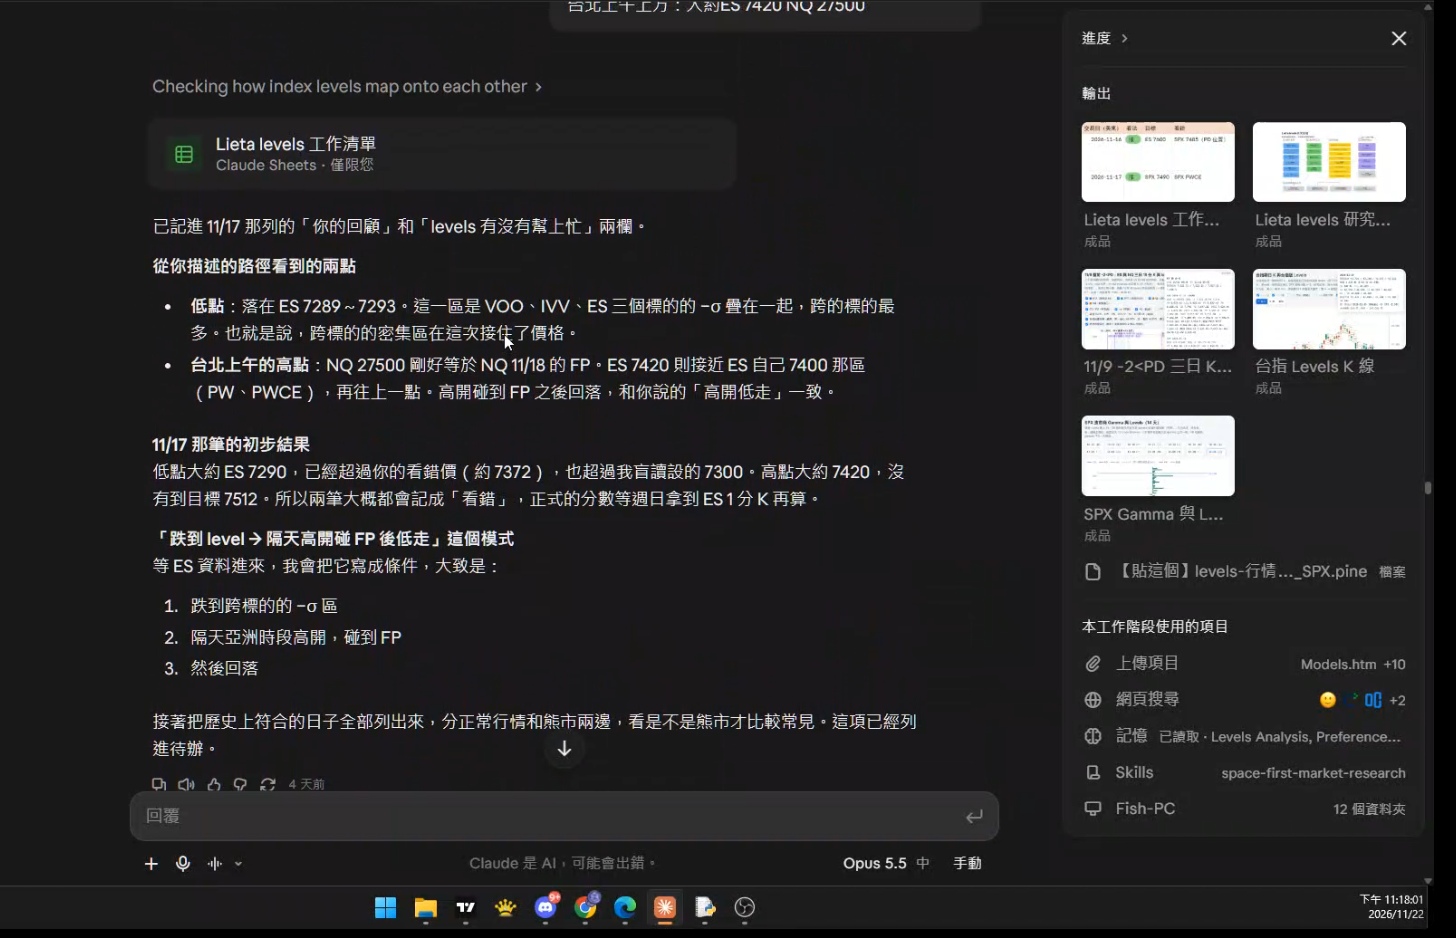 台北上午上方：大約ES 7420 NQ 27500
Checking how index levels map onto each other
Lieta levels 工作清單
Claude Sheets · 僅限您
已記進 11/17 那列的「你的回顧」和「levels 有沒有幫上忙」兩欄。
從你描述的路徑看到的兩點
• 低點：落在 ES 7289～7293。這一區是 VOO、IVV、ES 三個標的的 −σ 疊在一起，跨的標的最
多。也就是說，跨標的的密集區在這次接住了價格。
• 台北上午的高點：NQ 27500 剛好等於 NQ 11/18 的 FP。ES 7420 則接近 ES 自己 7400 那區
（PW、PWCE），再往上一點。高開碰到 FP 之後回落，和你說的「高開低走」一致。
11/17 那筆的初步結果
低點大約 ES 7290，已經超過你的看錯價（約 7372），也超過我盲讀設的 7300。高點大約 7420，沒
有到目標 7512。所以兩筆大概都會記成「看錯」，正式的分數等週日拿到 ES 1 分 K 再算。
「跌到 level → 隔天高開碰 FP 後低走」這個模式
等 ES 資料進來，我會把它寫成條件，大致是：
1. 跌到跨標的的 −σ 區
2. 隔天亞洲時段高開，碰到 FP
3. 然後回落
接著把歷史上符合的日子全部列出來，分正常行情和熊市兩邊，看是不是熊市才比較常見。這項已經列
進待辦。
4 天前
回覆
Claude 是 AI，可能會出錯。
Opus 5.5 中 手動
進度
輸出
Lieta levels 工作...
成品
Lieta levels 研究...
成品
11/9 -2<PD 三日 K...
成品
台指 Levels K 線
成品
SPX Gamma 與 L...
成品
【貼這個】levels-行情..._SPX.pine 檔案
本工作階段使用的項目
上傳項目 Models.htm +10
網頁搜尋 +2
記憶 已讀取 · Levels Analysis, Preference...
Skills space-first-market-research
Fish-PC 12 個資料夾
下午 11:18:01
2026/11/22